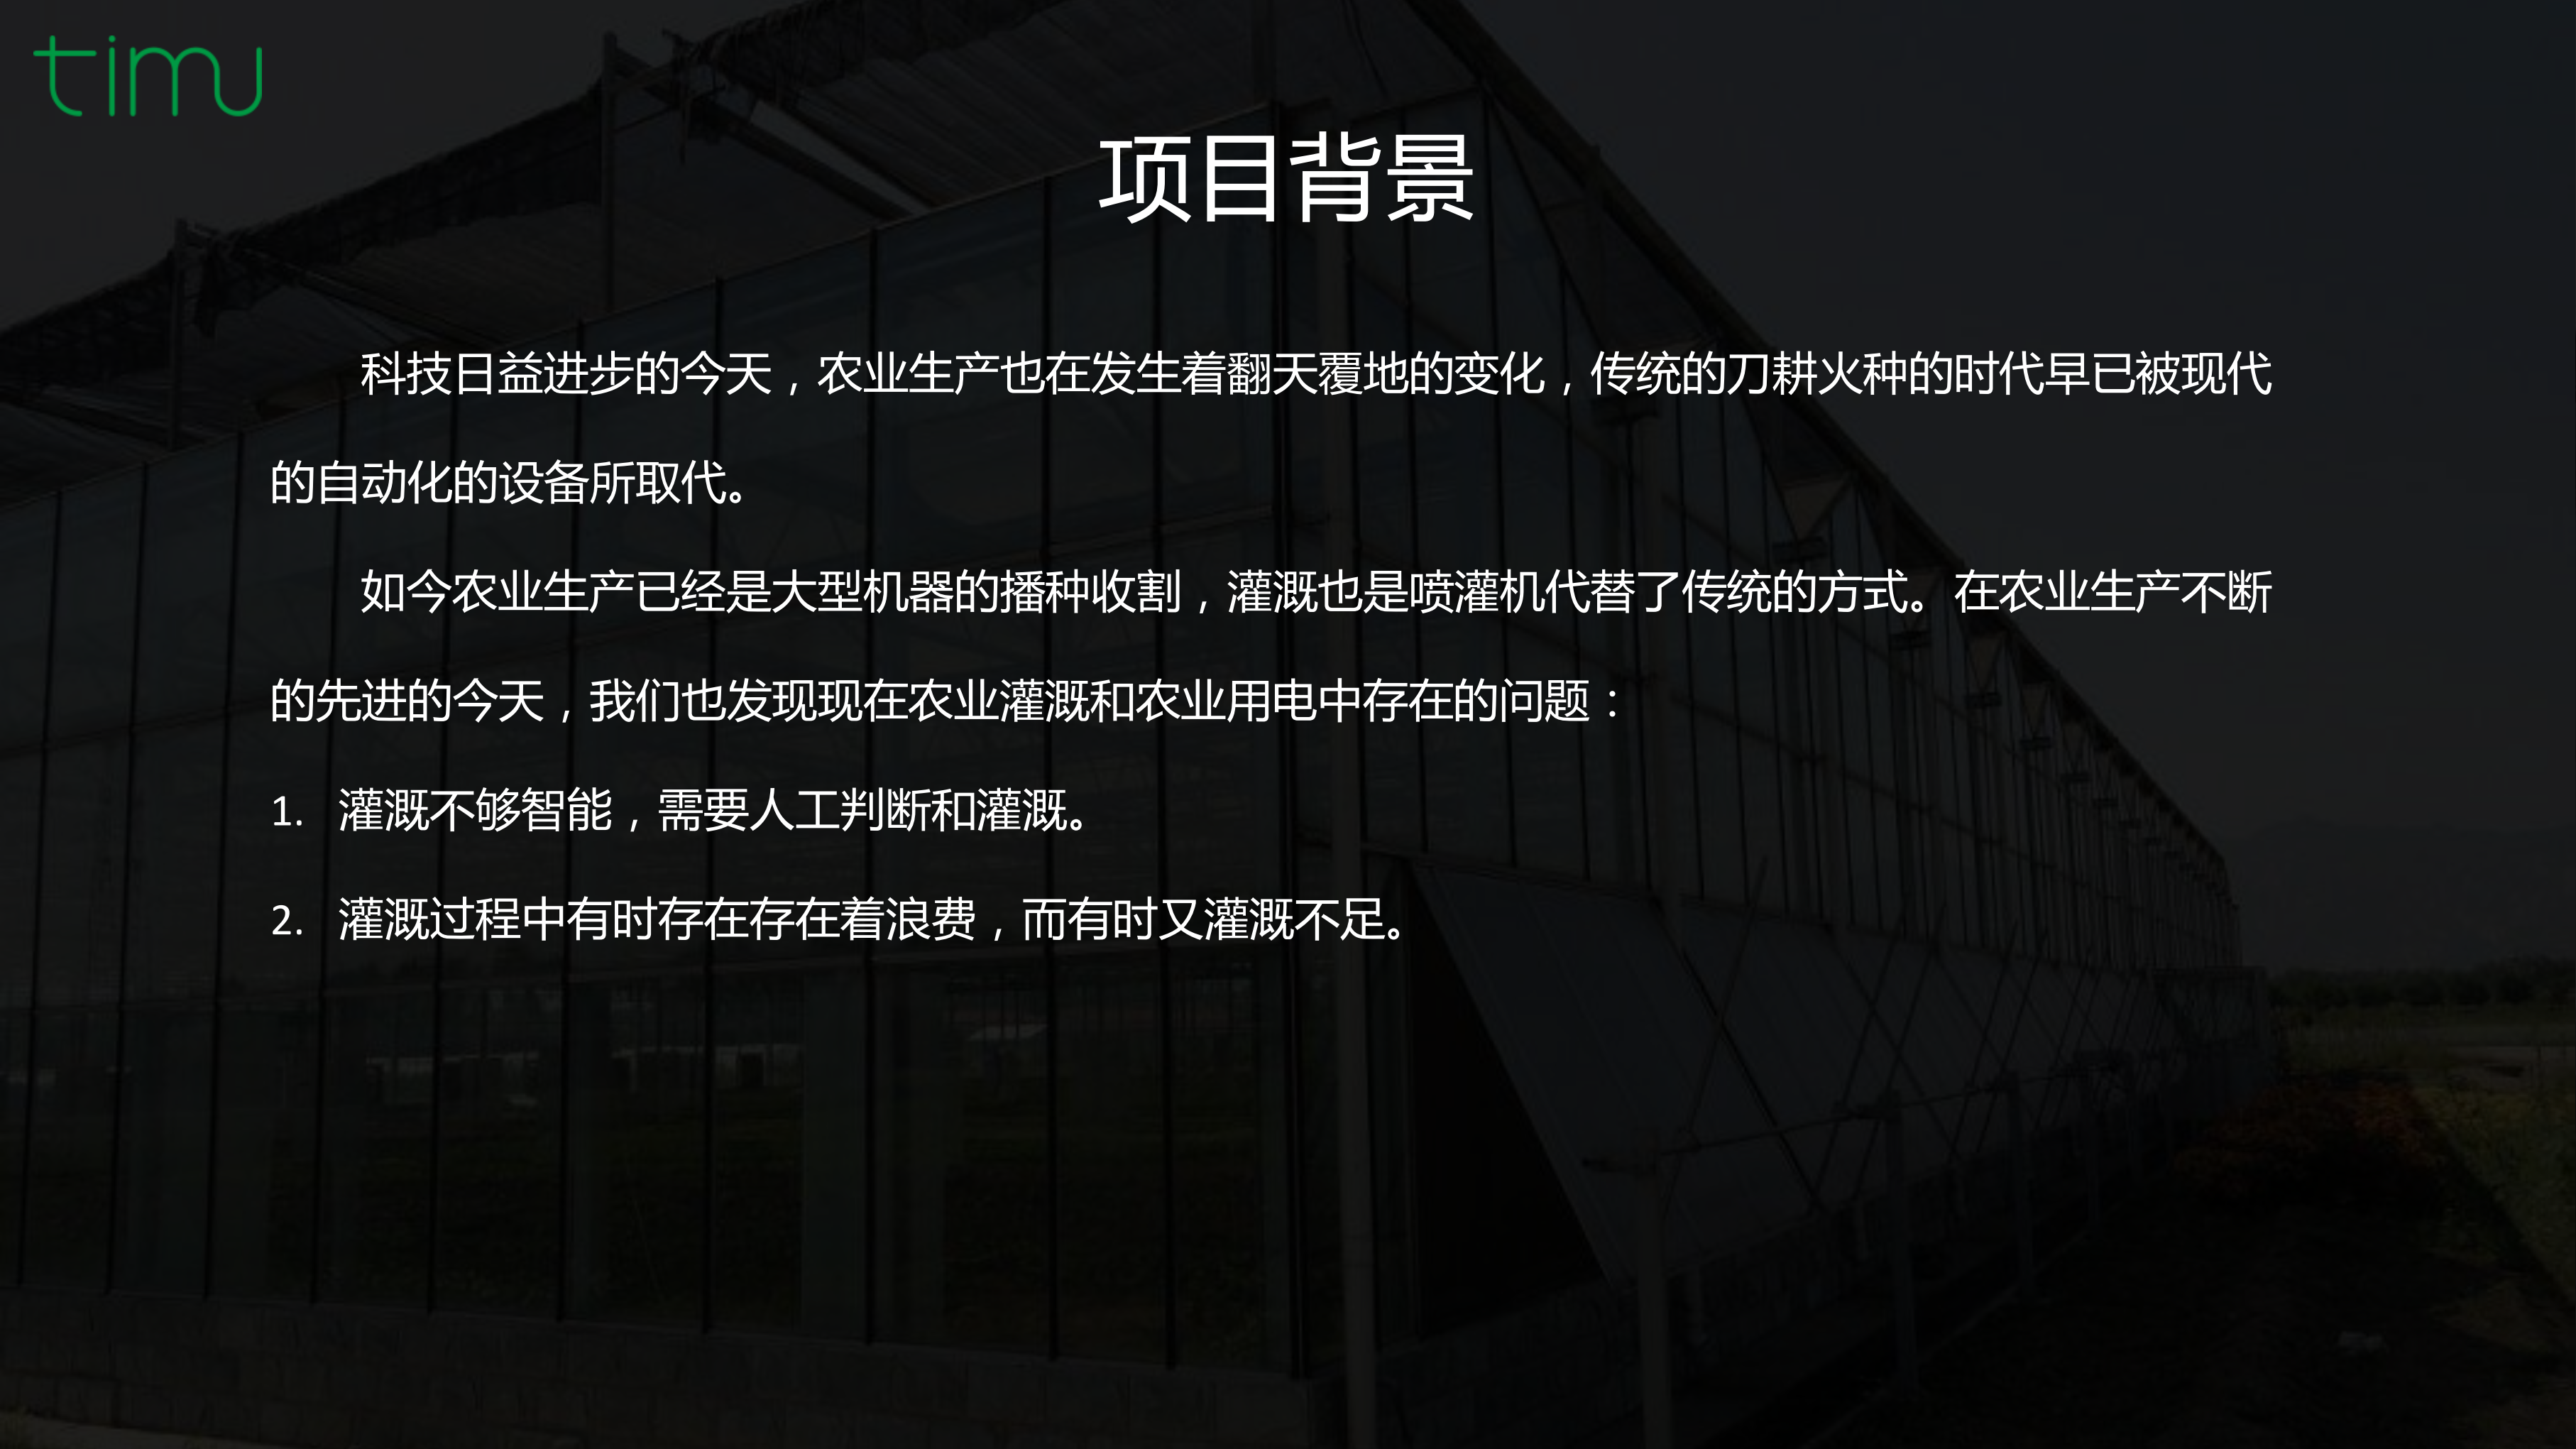 timu
项目背景
科技日益进步的今天，农业生产也在发生着翻天覆地的变化，传统的刀耕火种的时代早已被现代
的自动化的设备所取代。
如今农业生产已经是大型机器的播种收割，灌溉也是喷灌机代替了传统的方式。在农业生产不断
的先进的今天，我们也发现现在农业灌溉和农业用电中存在的问题：
1. 灌溉不够智能，需要人工判断和灌溉。
2. 灌溉过程中有时存在存在着浪费，而有时又灌溉不足。